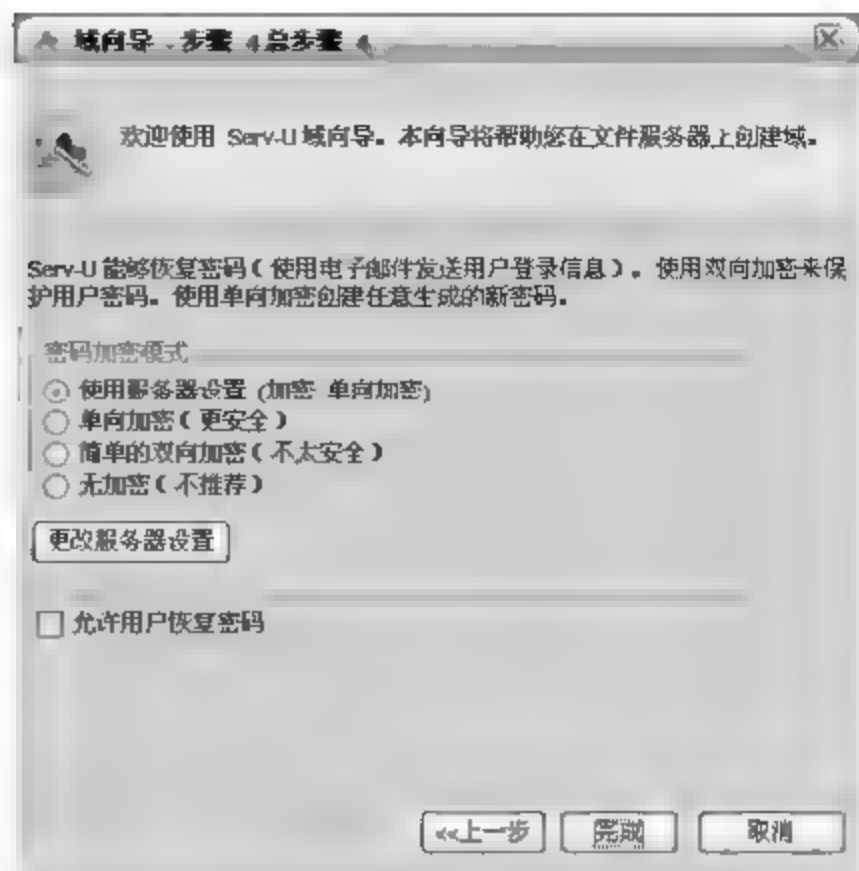 域向导 - 步骤 4 总步骤 4
欢迎使用 Serv-U 域向导。本向导将帮助您在文件服务器上创建域。
Serv-U 能够恢复密码（使用电子邮件发送用户登录信息）。使用双向加密来保
护用户密码。使用单向加密创建任意生成的新密码。
密码加密模式
使用服务器设置 (加密 单向加密)
单向加密（更安全）
简单的双向加密（不太安全）
无加密（不推荐）
更改服务器设置
允许用户恢复密码
<<上一步 完成 取消